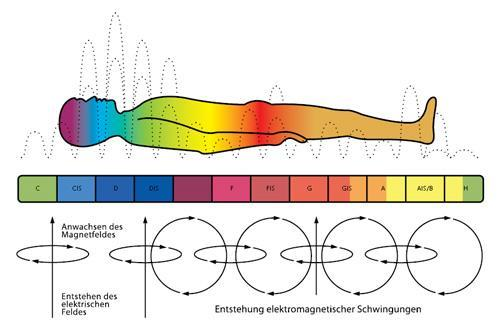 C CIS D DIS F FIS G GIS A AIS/B H
Anwachsen des
Magnetfeldes
Entstehen des
elektrischen
Feldes
Entstehung elektromagnetischer Schwingungen